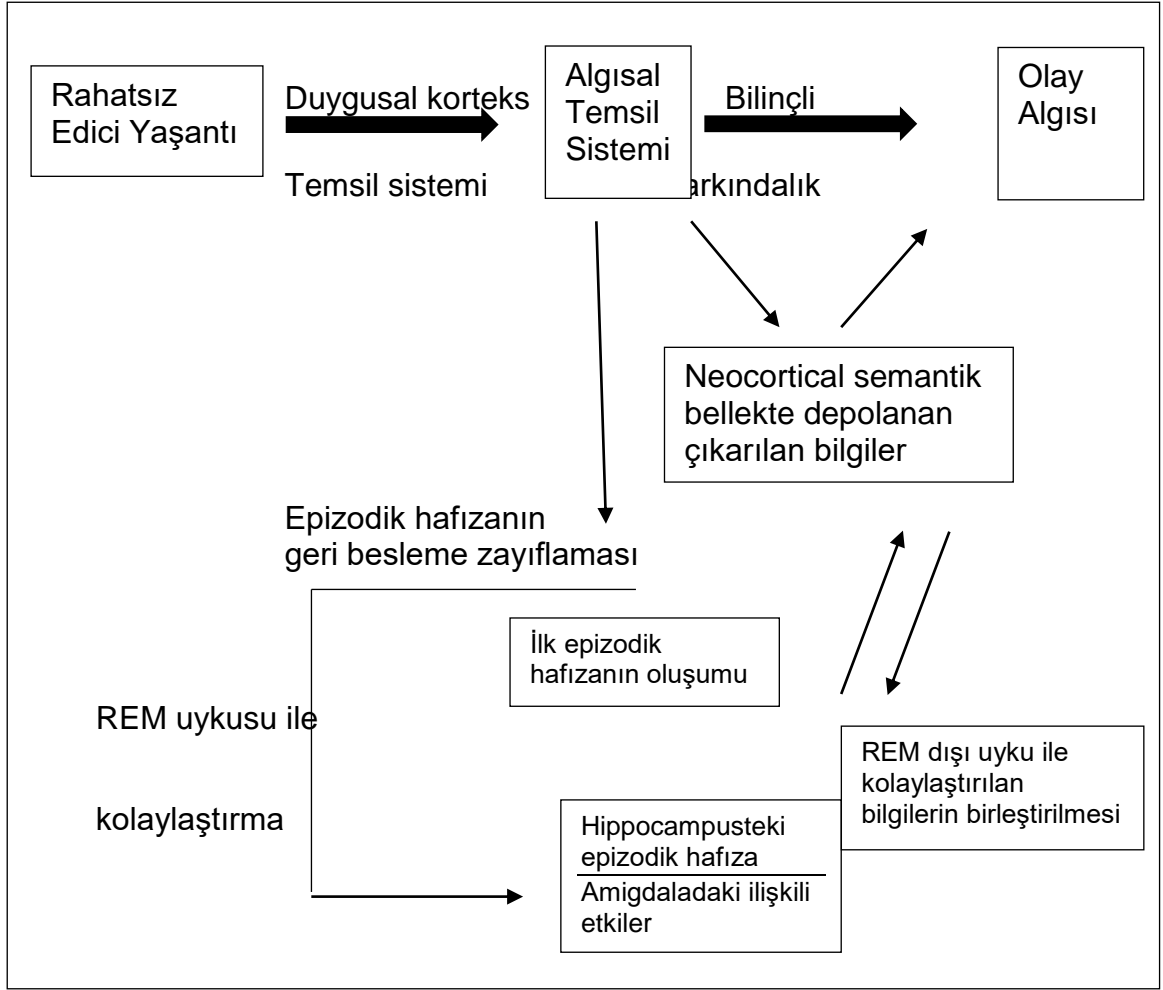 Rahatsız
Edici Yaşantı
Duygusal korteks
Temsil sistemi
Algısal
Temsil
Sistemi
Bilinçli
arkındalık
Olay
Algısı
Neocortical semantik
bellekte depolanan
çıkarılan bilgiler
Epizodik hafızanın
geri besleme zayıflaması
İlk epizodik
hafızanın oluşumu
REM uykusu ile
kolaylaştırma
REM dışı uyku ile
kolaylaştırılan
bilgilerin birleştirilmesi
Hippocampusteki
epizodik hafıza
Amigdaladaki ilişkili
etkiler